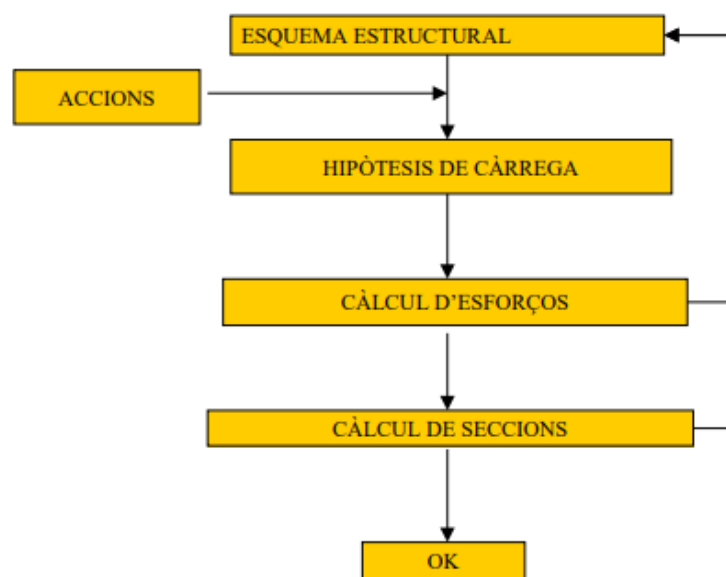 ESQUEMA ESTRUCTURAL
ACCIONS
HIPÒTESIS DE CÀRREGA
CÀLCUL D’ESFORÇOS
CÀLCUL DE SECCIONS
OK